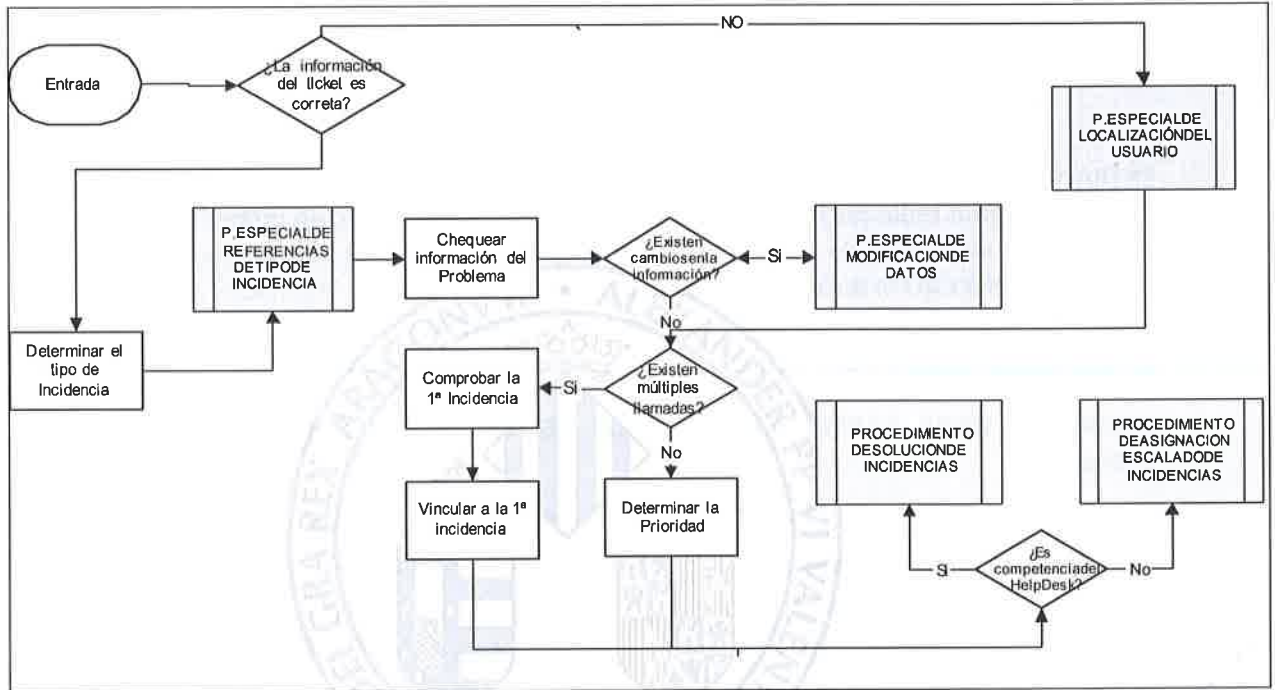 NO
Entrada
¿La información
del ticket es
correta?
P.ESPECIALDE
LOCALIZACIÓNDEL
USUARIO
P.ESPECIALDE
REFERENCIAS
DETIPODE
INCIDENCIA
Chequear
información del
Problema
¿Existen
cambiosenla
información?
Si
P.ESPECIALDE
MODIFICACIONDE
DATOS
No
Determinar el
tipo de
Incidencia
Comprobar la
1ª Incidencia
Si
¿Existen
múltiples
llamadas?
No
PROCEDIMENTO
DESOLUCIONDE
INCIDENCIAS
PROCEDIMENTO
DEASIGNACION
ESCALADODE
INCIDENCIAS
Vincular a la 1ª
incidencia
Determinar la
Prioridad
Si
¿Es
competenciadel
HelpDesk?
No